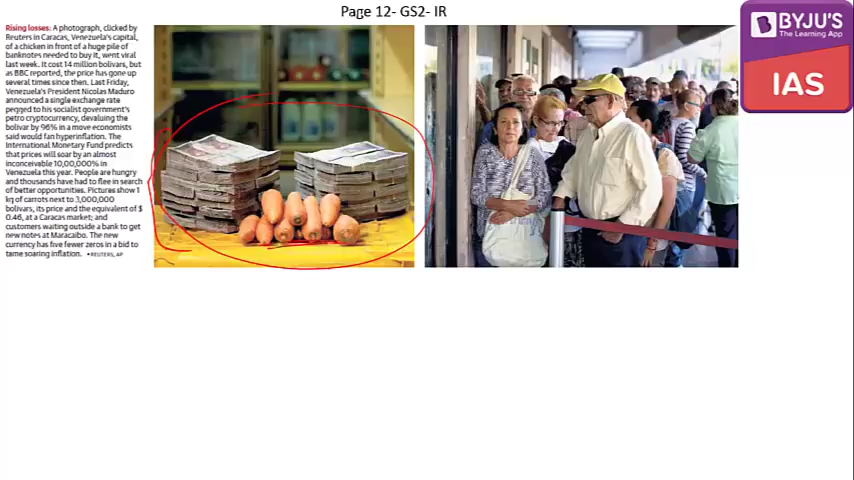 Page 12- GS2- IR
BYJU'S
The Learning App
IAS
Rising losses: A photograph, clicked by
Reuters in Caracas, Venezuela's capital,
of a chicken in front of a huge pile of
banknotes needed to buy it, went viral
last week. It cost 14 million bolivars, but
as BBC reported, the price has gone up
several times since then. Last Friday,
Venezuela's President Nicolas Maduro
announced a single exchange rate
pegged to his socialist government's
petro cryptocurrency, devaluing the
bolivar by 96% in a move economists
said would fan hyperinflation. The
International Monetary Fund predicts
that prices will soar by an almost
inconceivable 10,00,000% in
Venezuela this year. People are hungry
and thousands have had to flee in search
of better opportunities. Pictures show 1
kg of carrots next to 3,000,000
bolivars, its price and the equivalent of $
0.46, at a Caracas market; and
customers waiting outside a bank to get
new notes at Maracaibo. The new
currency has five fewer zeros in a bid to
tame soaring inflation. •REUTERS, AP